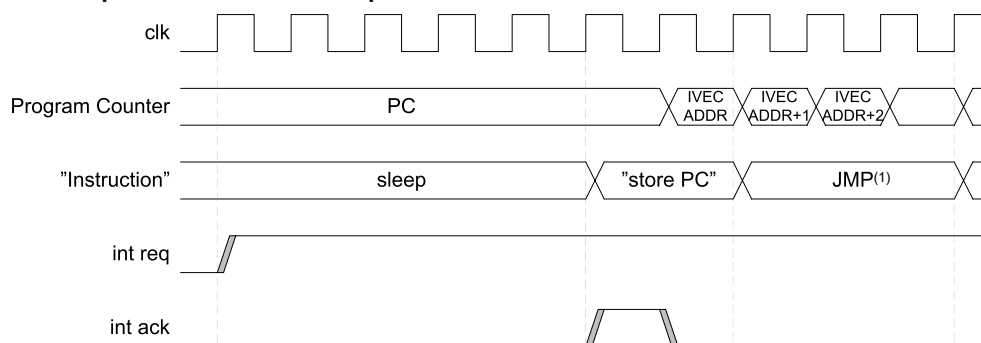 clk
Program Counter
PC
IVEC
ADDR
IVEC
ADDR+1
IVEC
ADDR+2
"Instruction"
sleep
"store PC"
JMP(1)
int req
int ack